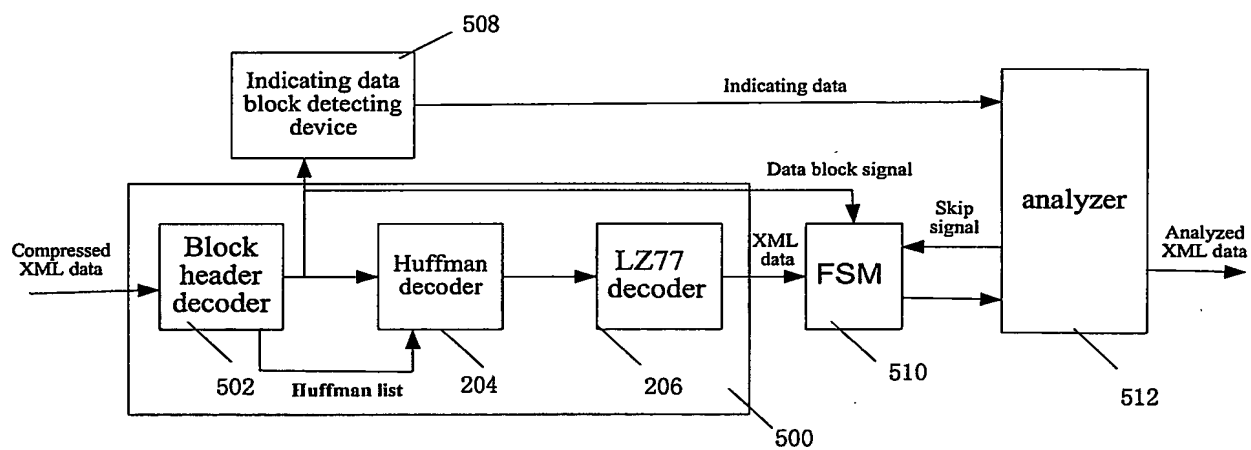 508
Indicating data
block detecting
device
Indicating data
Data block signal
analyzer
Compressed
XML data
Block
header
decoder
Huffman
decoder
LZ77
decoder
XML
data
FSM
Skip
signal
Analyzed
XML data
502
Huffman list
204
206
510
512
500